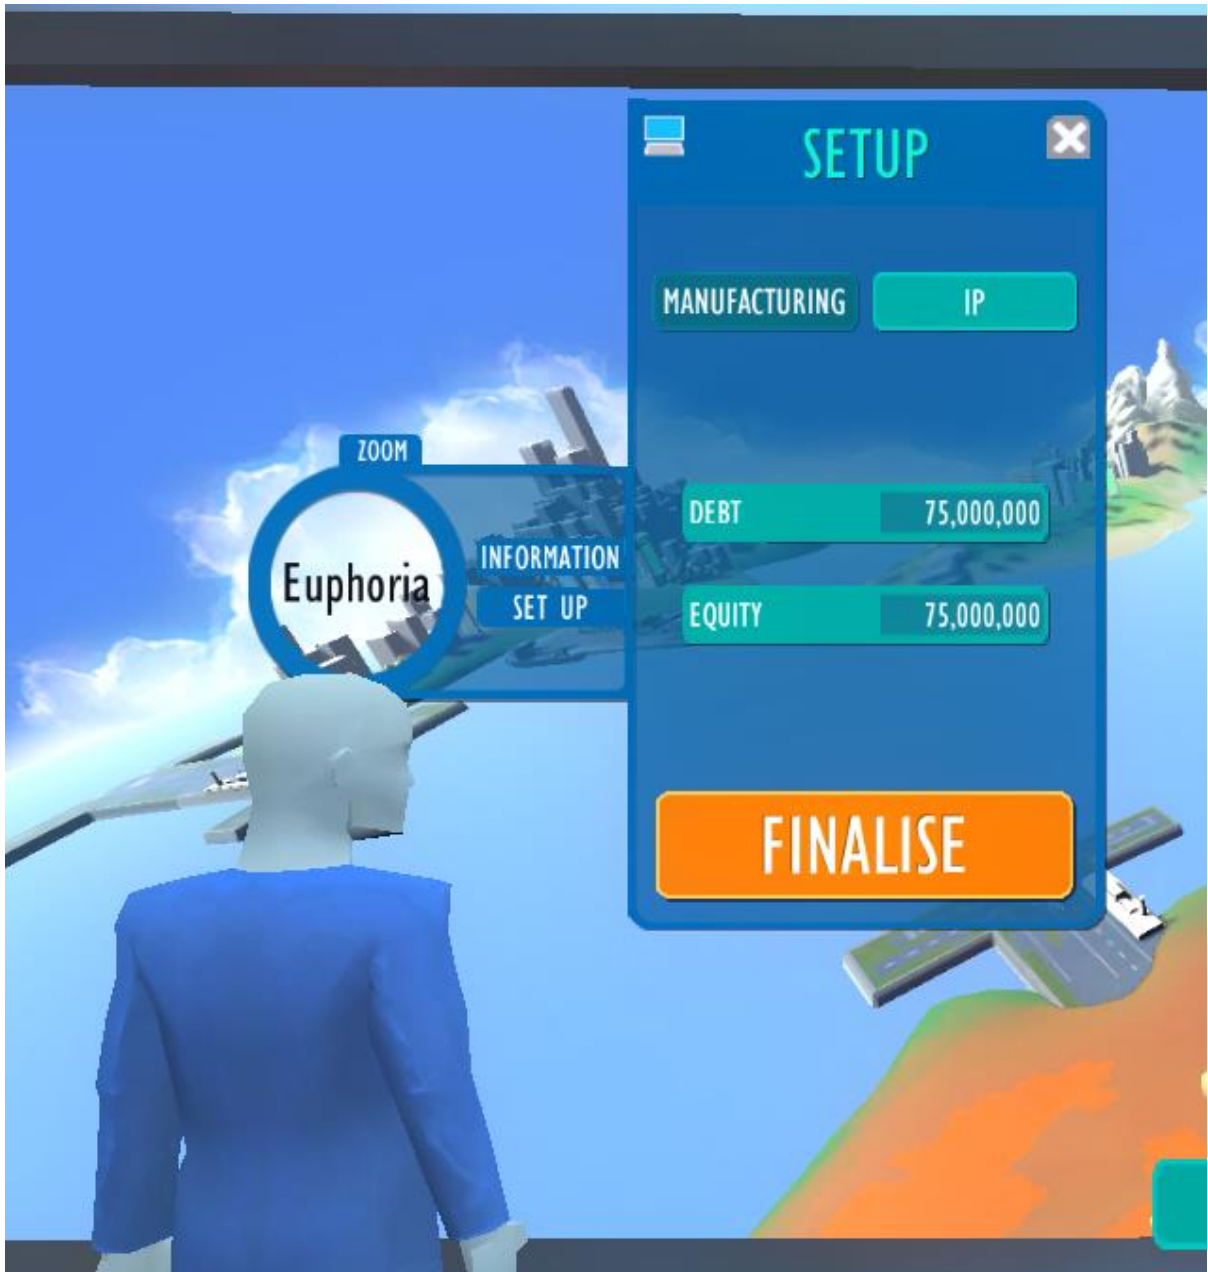 SETUP
MANUFACTURING
IP
ZOOM
Euphoria
INFORMATION
SET UP
DEBT 75,000,000
EQUITY 75,000,000
FINALISE